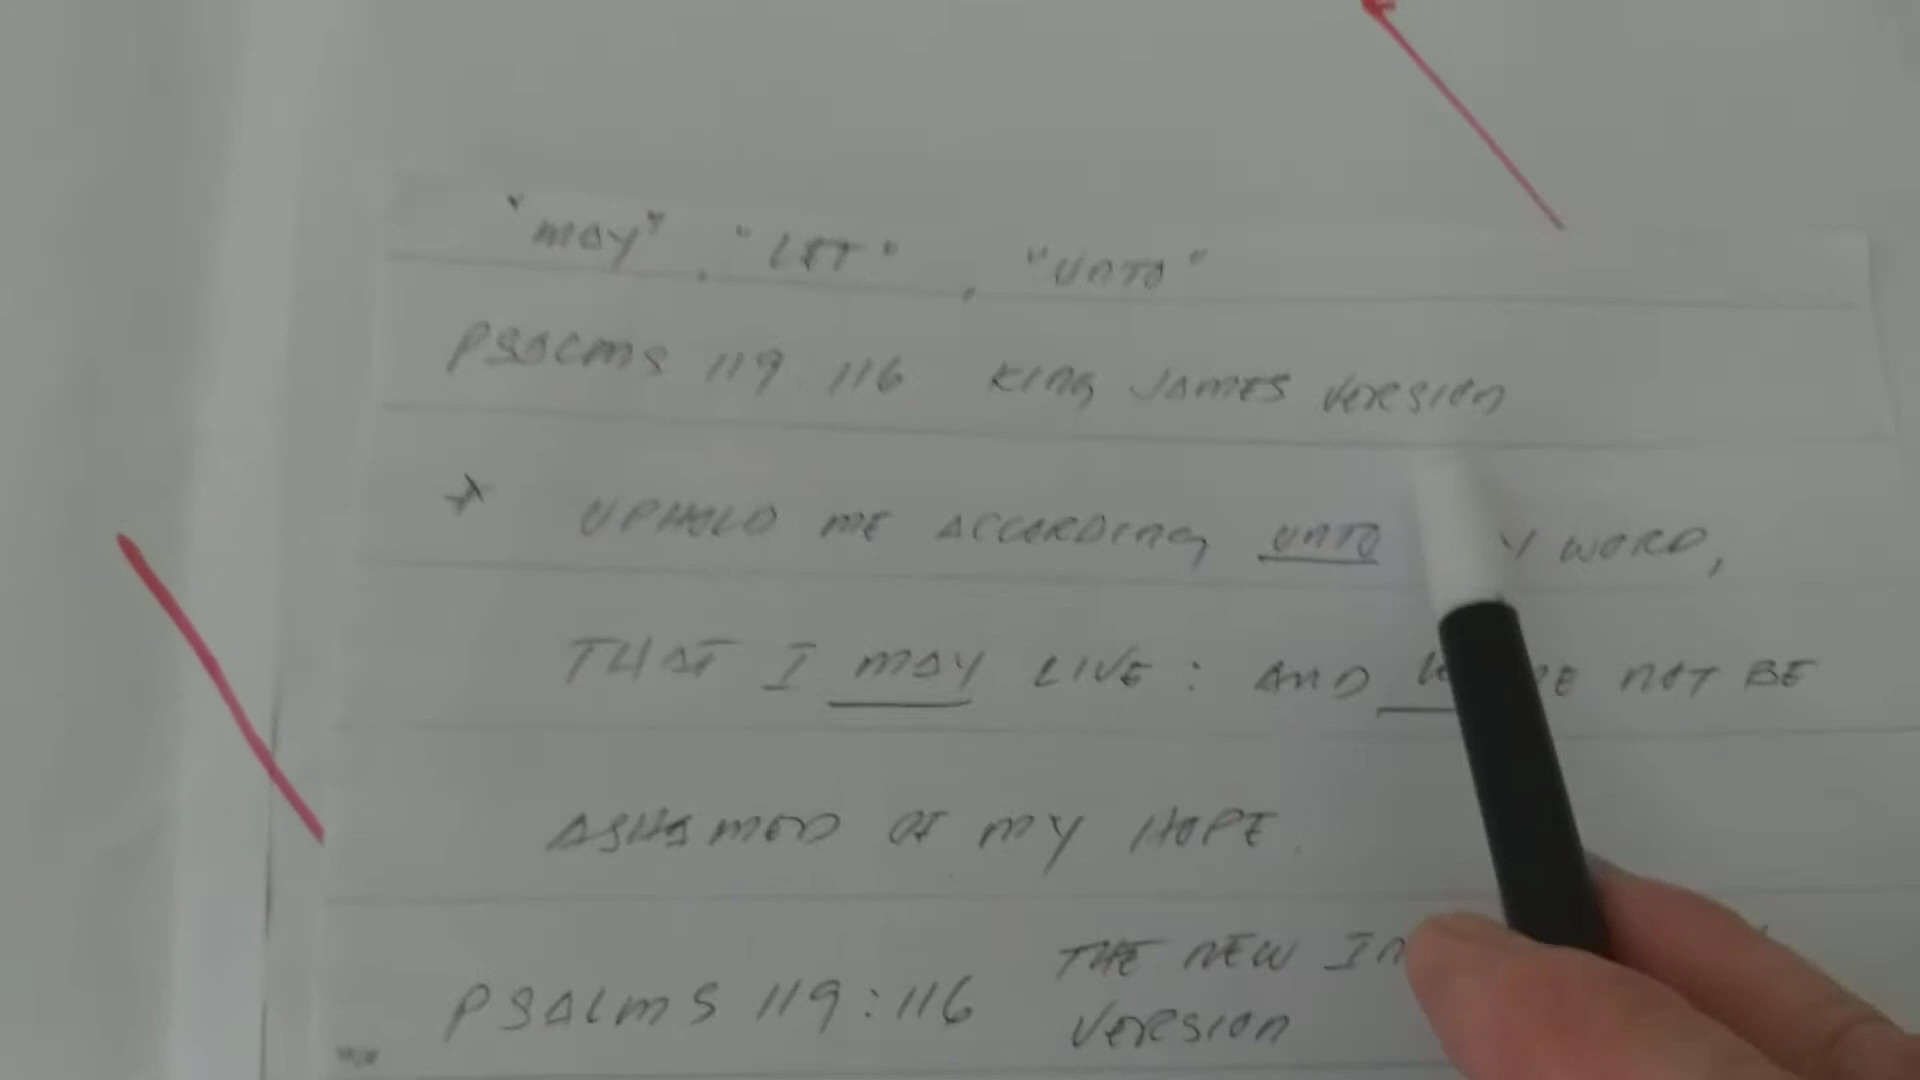 "MAY", "LET", "UNTO"
PSALMS 119 116 KING JAMES VERSION
UPHOLD ME ACCORDING UNTO WORD,
THAT I MAY LIVE: AND NOT BE
ASHAMED OF MY HOPE.
PSALMS 119:116 THE NEW
VERSION